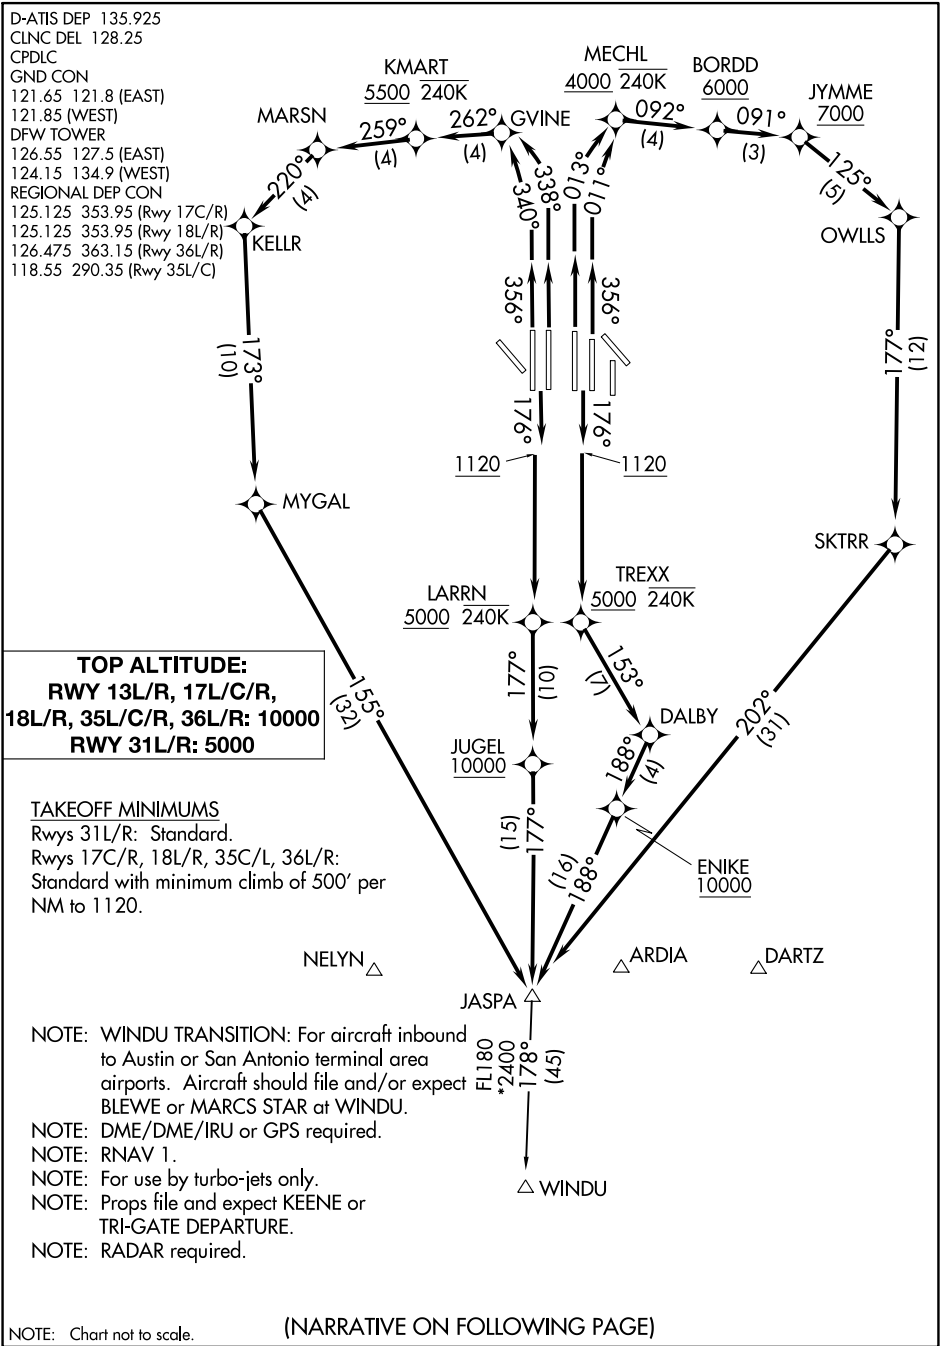 D-ATIS DEP 135.925
CLNC DEL 128.25
CPDLC
GND CON
121.65 121.8 (EAST)
121.85 (WEST)
DFW TOWER
126.55 127.5 (EAST)
124.15 134.9 (WEST)
REGIONAL DEP CON
125.125 353.95 (Rwy 17C/R)
125.125 353.95 (Rwy 18L/R)
126.475 363.15 (Rwy 36L/R)
118.55 290.35 (Rwy 35L/C)
MARSN
KMART
5500 240K
GVINE
MECHL
4000 240K
BORDD
6000
JYMME
7000
OWLLS
KELLR
220°
(4)
259°
(4)
262°
(4)
340°
338°
013°
011°
092°
(4)
091°
(3)
125°
(5)
356°
356°
173°
(10)
177°
(12)
176°
176°
1120
1120
MYGAL
SKTRR
LARRN
5000 240K
TREXX
5000 240K
TOP ALTITUDE:
RWY 13L/R, 17L/C/R,
18L/R, 35L/C/R, 36L/R: 10000
RWY 31L/R: 5000
155°
(32)
177°
(10)
153°
(7)
202°
(31)
DALBY
JUGEL
10000
188°
(4)
(15)
177°
(16)
188°
ENIKE
10000
TAKEOFF MINIMUMS
Rwys 31L/R: Standard.
Rwys 17C/R, 18L/R, 35C/L, 36L/R:
Standard with minimum climb of 500' per
NM to 1120.
NELYN
ARDIA
DARTZ
JASPA
FL180
*2400
178°
(45)
WINDU
NOTE: WINDU TRANSITION: For aircraft inbound
to Austin or San Antonio terminal area
airports. Aircraft should file and/or expect
BLEWE or MARCS STAR at WINDU.
NOTE: DME/DME/IRU or GPS required.
NOTE: RNAV 1.
NOTE: For use by turbo-jets only.
NOTE: Props file and expect KEENE or
TRI-GATE DEPARTURE.
NOTE: RADAR required.
NOTE: Chart not to scale.
(NARRATIVE ON FOLLOWING PAGE)